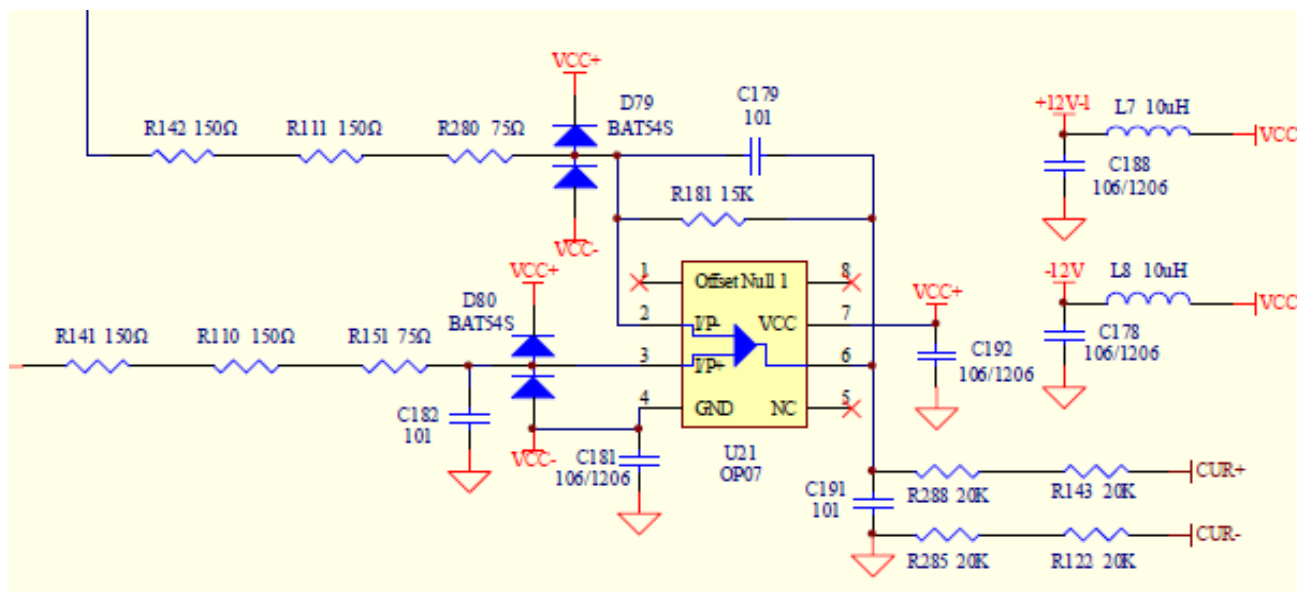 VCC+
D79
BAT54S
C179
101
+12V-1
L7 10uH
VCC
R142 150Ω
R111 150Ω
R280 75Ω
C188
106/1206
R181 15K
VCC-
VCC+
D80
BAT54S
1
Offset Null 1
8
-12V
L8 10uH
VCC
VCC+
2
I/P-
VCC
7
C178
106/1206
R141 150Ω
R110 150Ω
R151 75Ω
3
I/P+
6
C192
106/1206
C182
101
4
GND
NC
5
VCC-
C181
106/1206
U21
OP07
CUR+
C191
101
R288 20K
R143 20K
CUR-
R285 20K
R122 20K